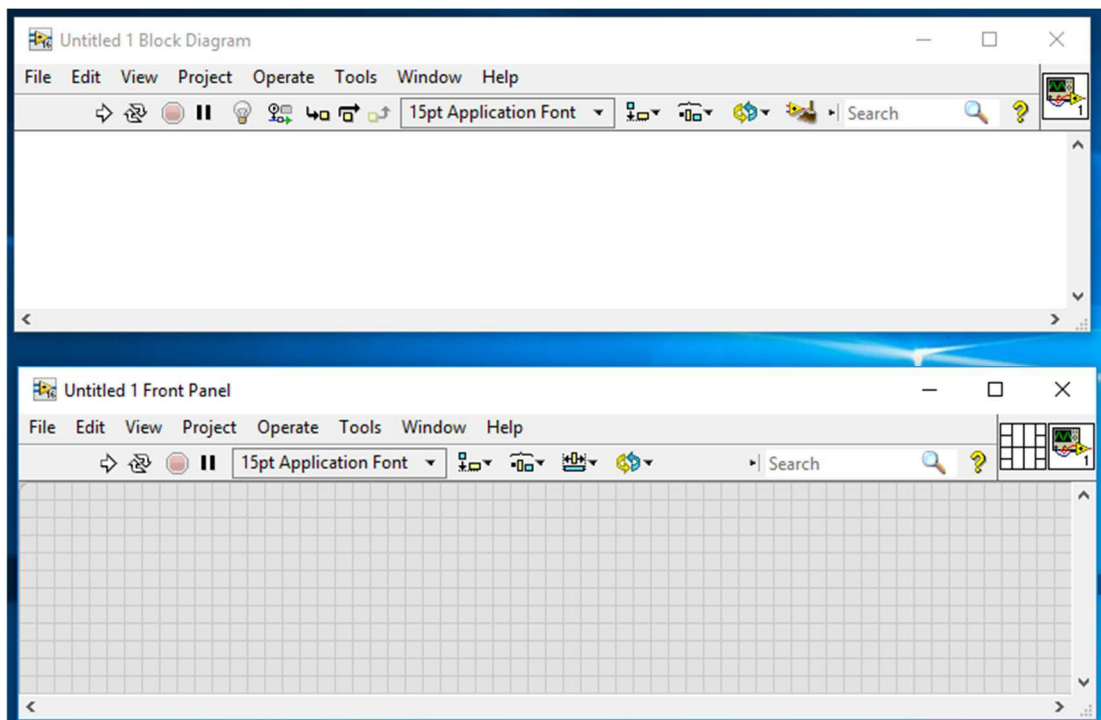 Untitled 1 Block Diagram
File Edit View Project Operate Tools Window Help
15pt Application Font Search
1
Untitled 1 Front Panel
File Edit View Project Operate Tools Window Help
15pt Application Font Search
1